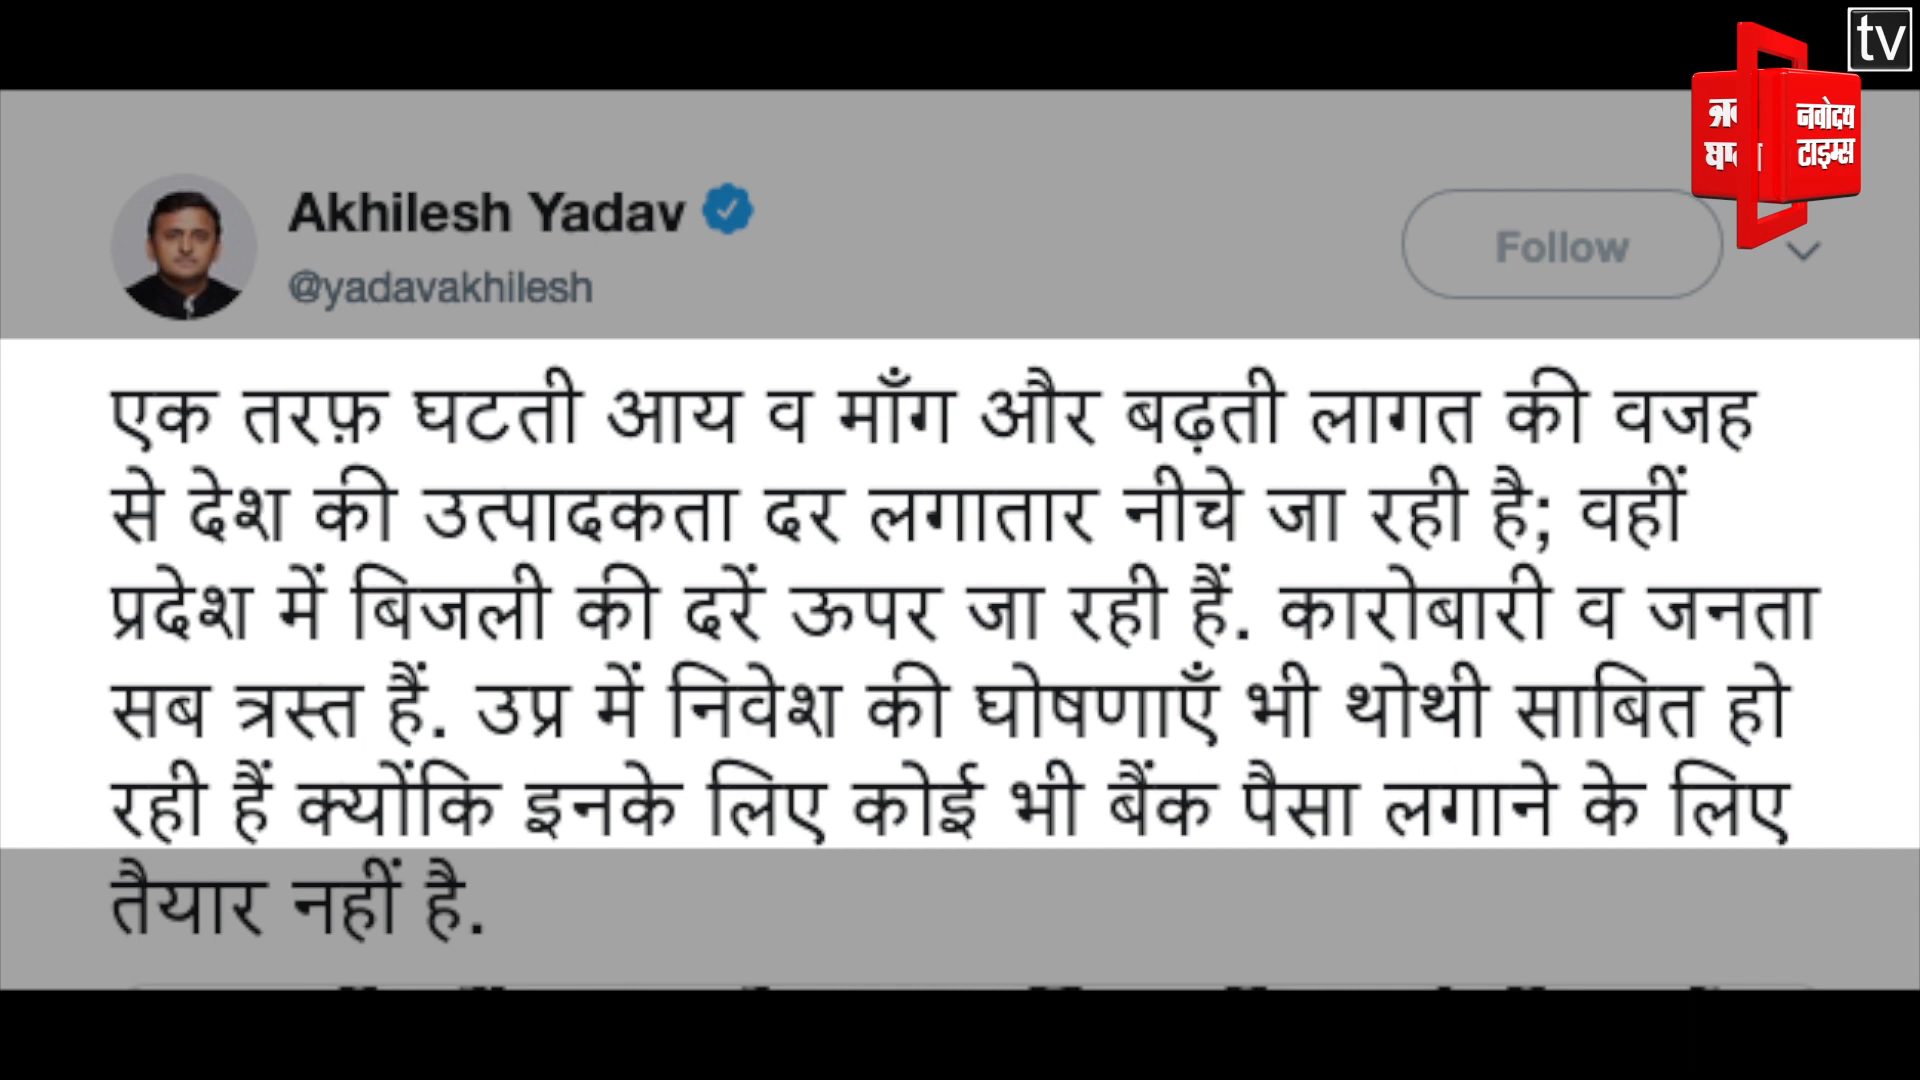 tv
नवोदय
टाइम्स
Akhilesh Yadav
@yadavakhilesh
Follow
एक तरफ़ घटती आय व माँग और बढ़ती लागत की वजह
से देश की उत्पादकता दर लगातार नीचे जा रही है; वहीं
प्रदेश में बिजली की दरें ऊपर जा रही हैं. कारोबारी व जनता
सब त्रस्त हैं. उप्र में निवेश की घोषणाएँ भी थोथी साबित हो
रही हैं क्योंकि इनके लिए कोई भी बैंक पैसा लगाने के लिए
तैयार नहीं है.